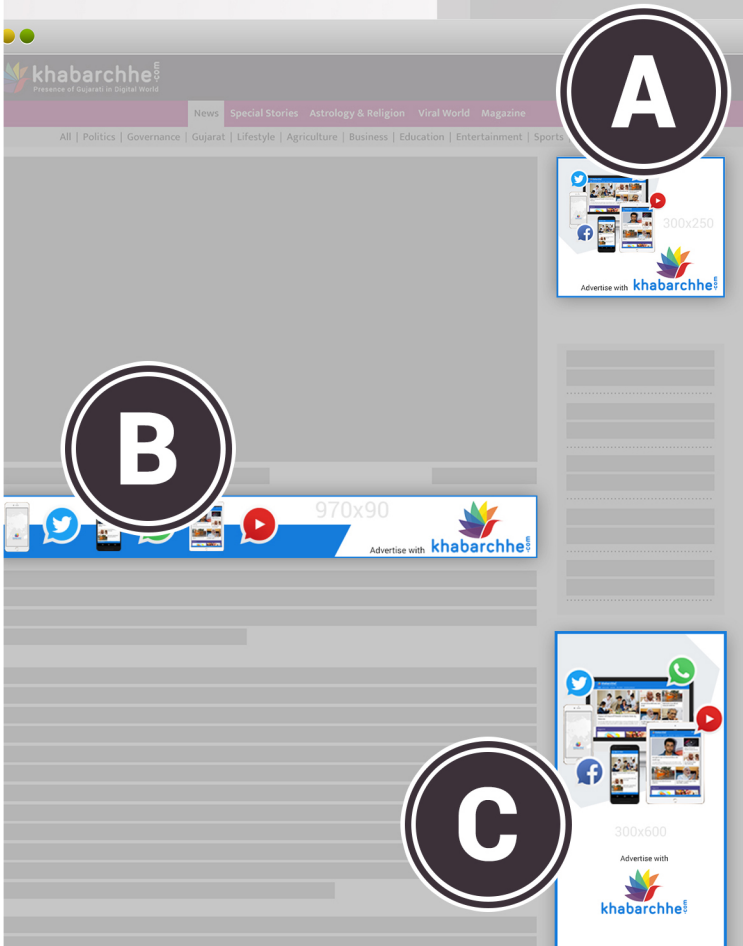 khabarchhe.com
Presence of Gujarati in Digital World
A
News Special Stories Astrology & Religion Viral World Magazine
All | Politics | Governance | Gujarat | Lifestyle | Agriculture | Business | Education | Entertainment | Sports
300x250
Advertise with khabarchhe.com
B
970x90
Advertise with khabarchhe.com
C
300x600
Advertise with
khabarchhe.com